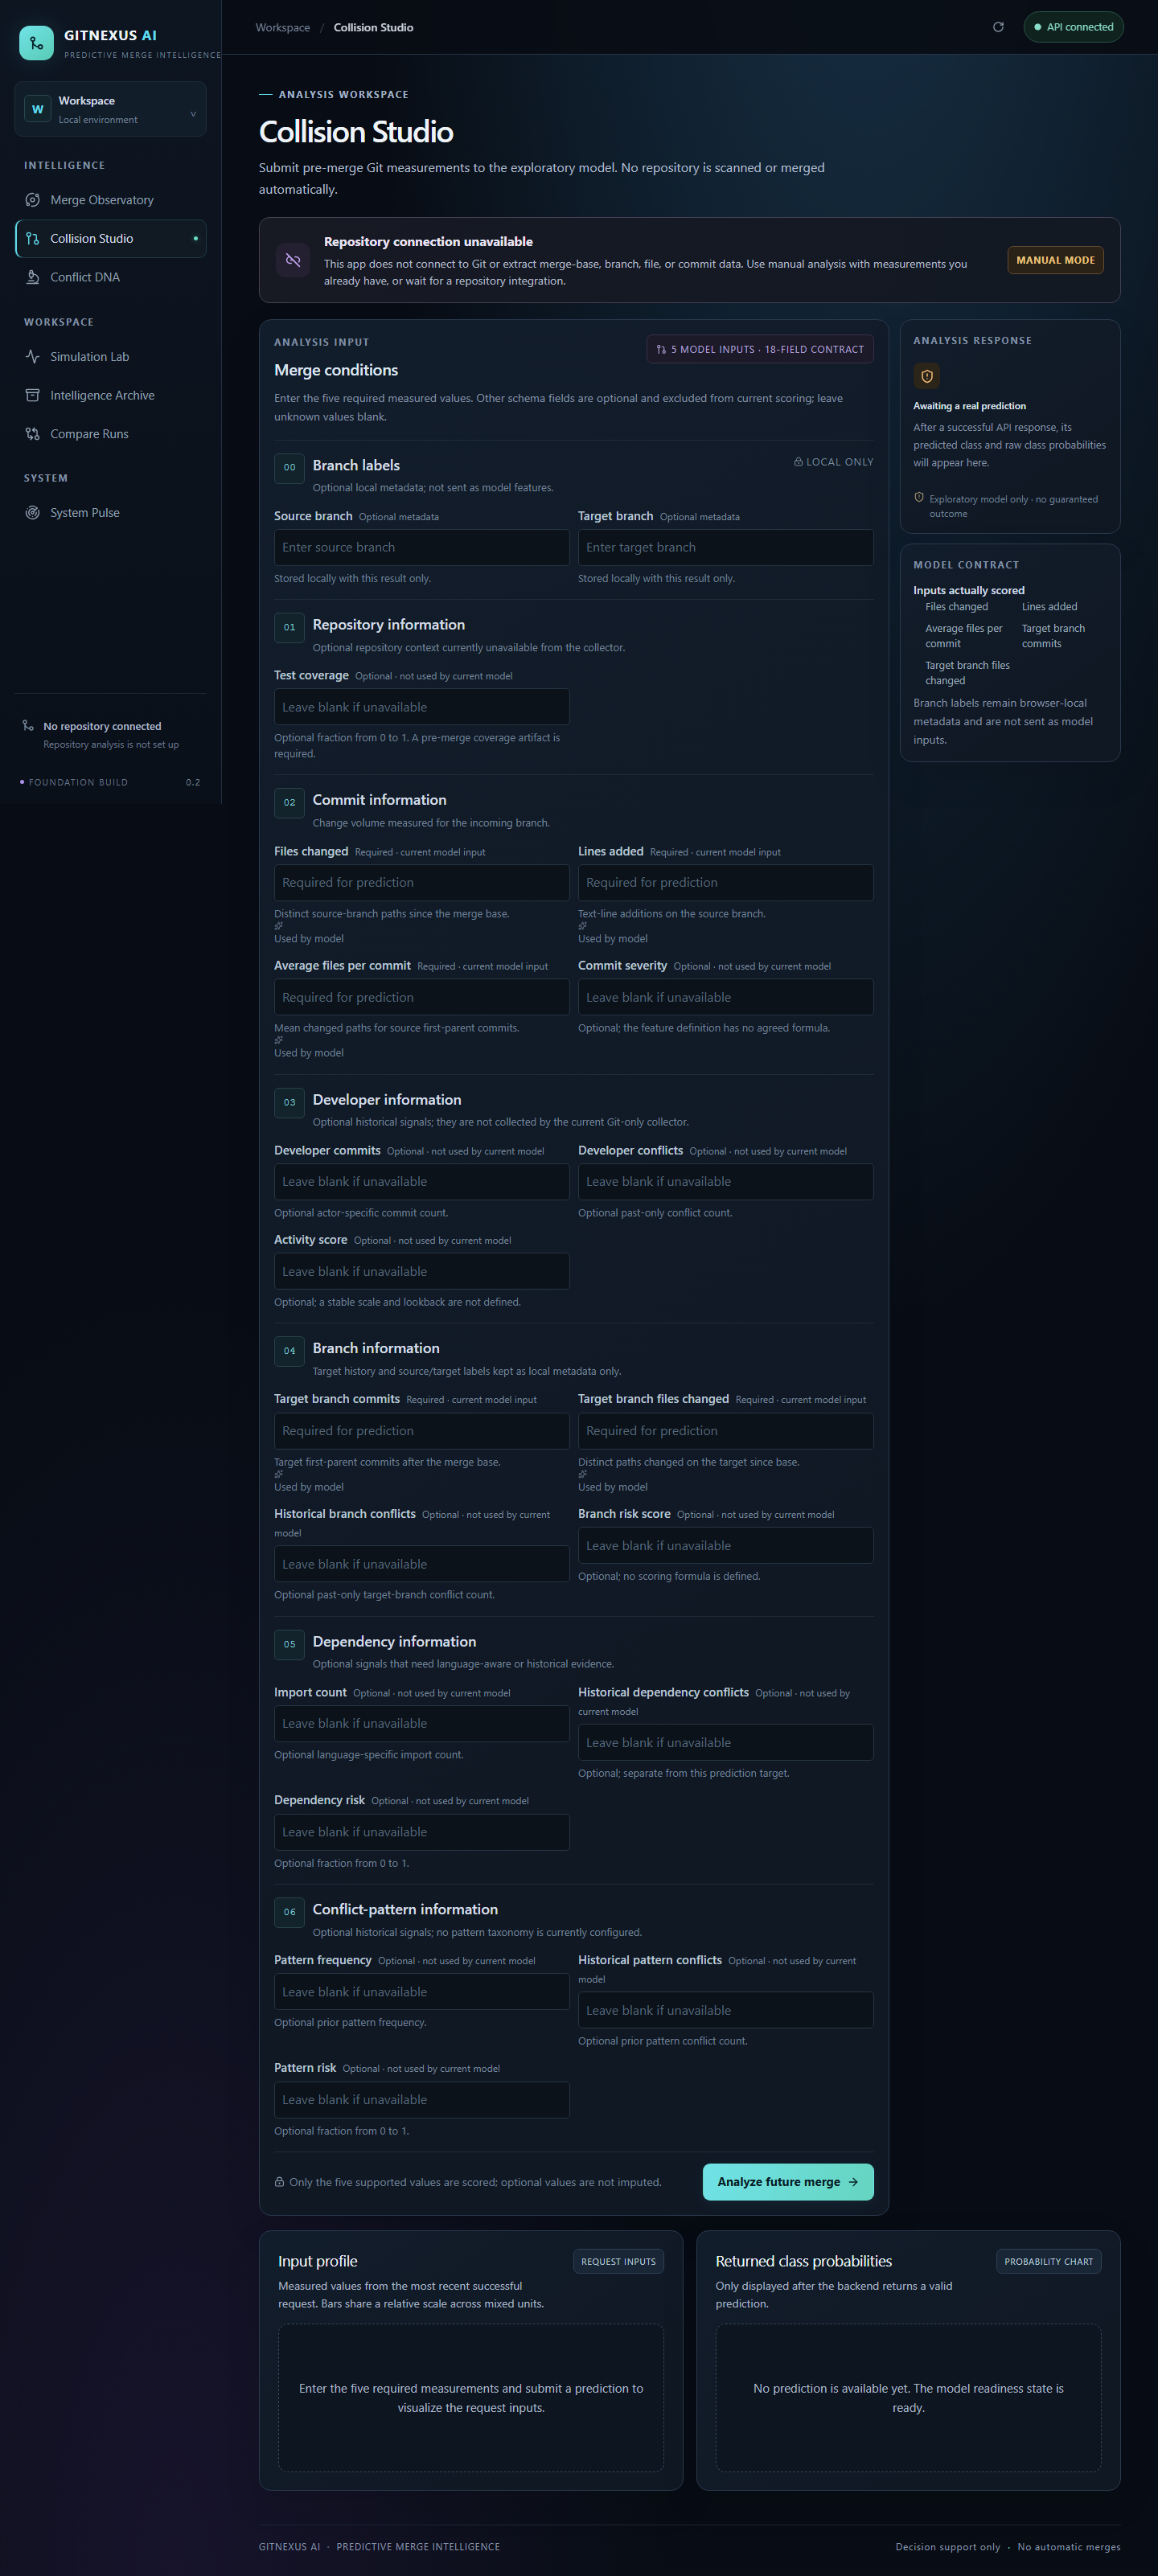 GITNEXUS AI
PREDICTIVE MERGE INTELLIGENCE
W
Workspace
Local environment
v
INTELLIGENCE
Merge Observatory
Collision Studio
Conflict DNA
WORKSPACE
Simulation Lab
Intelligence Archive
Compare Runs
SYSTEM
System Pulse
No repository connected
Repository analysis is not set up
FOUNDATION BUILD 0.2
Workspace / Collision Studio
API connected
ANALYSIS WORKSPACE
Collision Studio
Submit pre-merge Git measurements to the exploratory model. No repository is scanned or merged
automatically.
Repository connection unavailable
This app does not connect to Git or extract merge-base, branch, file, or commit data. Use manual analysis with measurements you
already have, or wait for a repository integration.
MANUAL MODE
ANALYSIS INPUT
5 MODEL INPUTS · 18-FIELD CONTRACT
Merge conditions
Enter the five required measured values. Other schema fields are optional and excluded from current scoring; leave
unknown values blank.
00
Branch labels
LOCAL ONLY
Optional local metadata; not sent as model features.
Source branch Optional metadata
Enter source branch
Stored locally with this result only.
Target branch Optional metadata
Enter target branch
Stored locally with this result only.
01
Repository information
Optional repository context currently unavailable from the collector.
Test coverage Optional · not used by current model
Leave blank if unavailable
Optional fraction from 0 to 1. A pre-merge coverage artifact is
required.
02
Commit information
Change volume measured for the incoming branch.
Files changed Required · current model input
Required for prediction
Distinct source-branch paths since the merge base.
Used by model
Lines added Required · current model input
Required for prediction
Text-line additions on the source branch.
Used by model
Average files per commit Required · current model input
Required for prediction
Mean changed paths for source first-parent commits.
Used by model
Commit severity Optional · not used by current model
Leave blank if unavailable
Optional; the feature definition has no agreed formula.
03
Developer information
Optional historical signals; they are not collected by the current Git-only collector.
Developer commits Optional · not used by current model
Leave blank if unavailable
Optional actor-specific commit count.
Developer conflicts Optional · not used by current model
Leave blank if unavailable
Optional past-only conflict count.
Activity score Optional · not used by current model
Leave blank if unavailable
Optional; a stable scale and lookback are not defined.
04
Branch information
Target history and source/target labels kept as local metadata only.
Target branch commits Required · current model input
Required for prediction
Target first-parent commits after the merge base.
Used by model
Target branch files changed Required · current model input
Required for prediction
Distinct paths changed on the target since base.
Used by model
Historical branch conflicts Optional · not used by current
model
Leave blank if unavailable
Optional past-only target-branch conflict count.
Branch risk score Optional · not used by current model
Leave blank if unavailable
Optional; no scoring formula is defined.
05
Dependency information
Optional signals that need language-aware or historical evidence.
Import count Optional · not used by current model
Leave blank if unavailable
Optional language-specific import count.
Historical dependency conflicts Optional · not used by
current model
Leave blank if unavailable
Optional; separate from this prediction target.
Dependency risk Optional · not used by current model
Leave blank if unavailable
Optional fraction from 0 to 1.
06
Conflict-pattern information
Optional historical signals; no pattern taxonomy is currently configured.
Pattern frequency Optional · not used by current model
Leave blank if unavailable
Optional prior pattern frequency.
Historical pattern conflicts Optional · not used by current
model
Leave blank if unavailable
Optional prior pattern conflict count.
Pattern risk Optional · not used by current model
Leave blank if unavailable
Optional fraction from 0 to 1.
Only the five supported values are scored; optional values are not imputed.
Analyze future merge →
ANALYSIS RESPONSE
Awaiting a real prediction
After a successful API response, its
predicted class and raw class probabilities
will appear here.
Exploratory model only · no guaranteed
outcome
MODEL CONTRACT
Inputs actually scored
Files changed
Lines added
Average files per
commit
Target branch
commits
Target branch files
changed
Branch labels remain browser-local
metadata and are not sent as model
inputs.
Input profile
REQUEST INPUTS
Measured values from the most recent successful
request. Bars share a relative scale across mixed units.
Enter the five required measurements and submit a prediction to
visualize the request inputs.
Returned class probabilities
PROBABILITY CHART
Only displayed after the backend returns a valid
prediction.
No prediction is available yet. The model readiness state is
ready.
GITNEXUS AI · PREDICTIVE MERGE INTELLIGENCE
Decision support only · No automatic merges